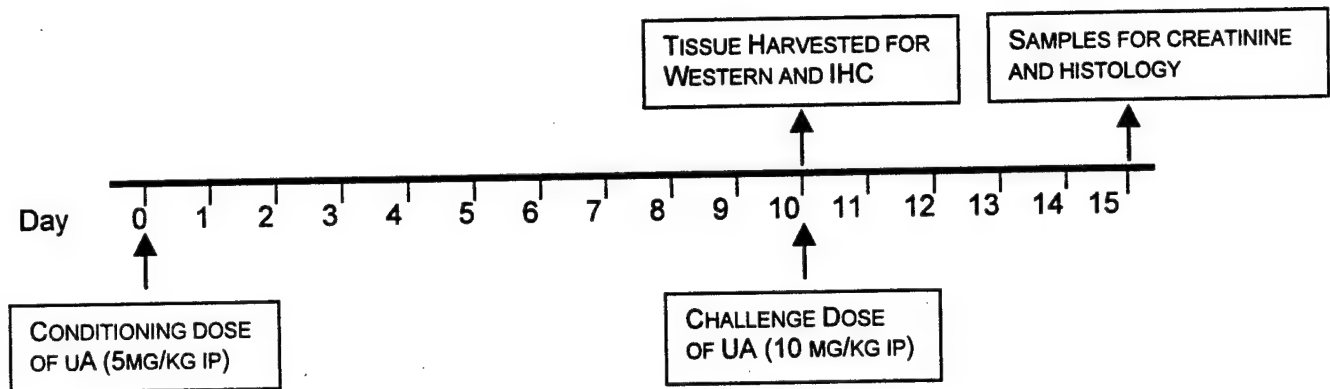 TISSUE HARVESTED FOR
WESTERN AND IHC
SAMPLES FOR CREATININE
AND HISTOLOGY
Day 0 1 2 3 4 5 6 7 8 9 10 11 12 13 14 15
CONDITIONING DOSE
OF UA (5MG/KG IP)
CHALLENGE DOSE
OF UA (10 MG/KG IP)